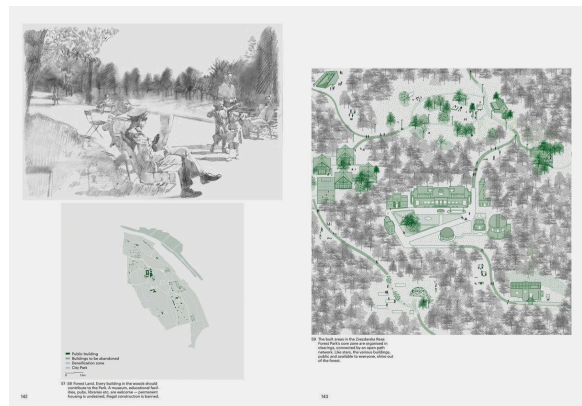 Public building
Buildings to be abandoned
Densification zone
City Park
57 58 Forest Land. Every building in the woods should
contribute to the Park. A museum, educational facil-
ities, pubs, libraries etc. are welcome — permanent
housing is undesired, illegal construction is banned.
142
59 The built areas in the
Forest Park's core zone are organised in
clearings, connected by an open path
network. Like stars, the various buildings,
public and available to everyone, shine out
of the forest.
143